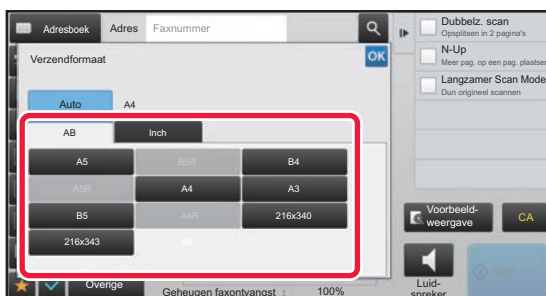 Adresboek Adres Faxnummer
Verzendformaat OK
Auto A4
AB Inch
A5 B5R B4
A5R A4 A3
B5 A4R 216x340
216x343 8K
Overige Geheugen faxontvangst : 100%
Dubbelz. scan
Opsplitsen in 2 pagina's
N-Up
Meer pag. op een pag. plaatsen
Langzamer Scan Mode
Dun origineel scannen
Voorbeeld-
weergave CA
Luid-
spreker Start